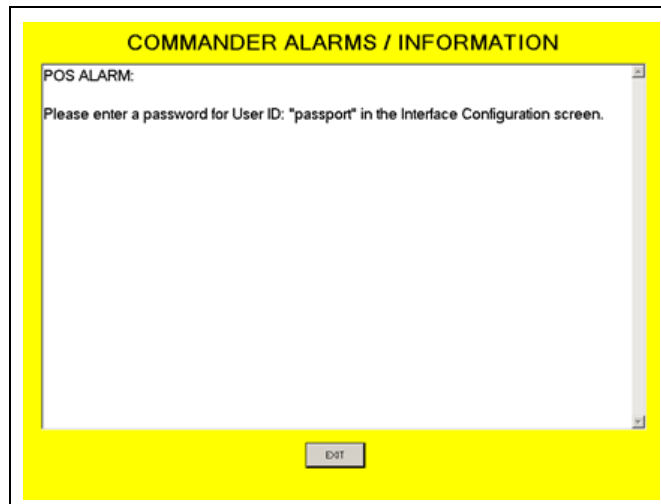 COMMANDER ALARMS / INFORMATION
POS ALARM:
Please enter a password for User ID: "passport" in the Interface Configuration screen.
EXIT